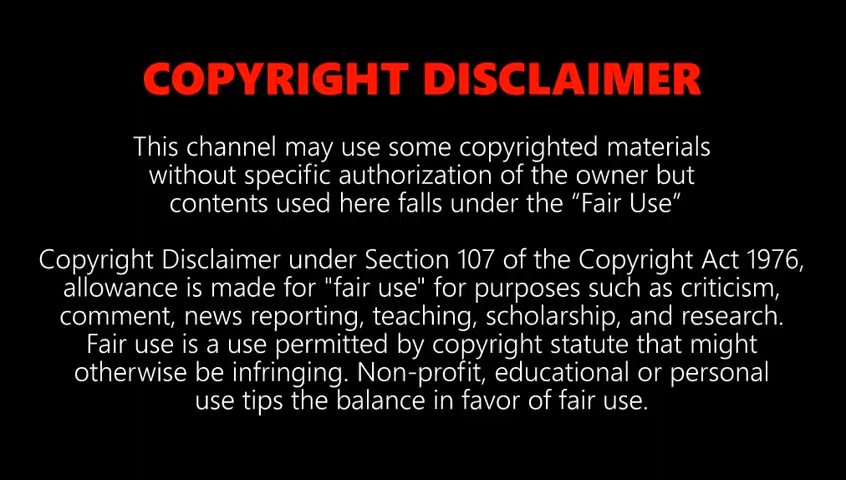 COPYRIGHT DISCLAIMER
This channel may use some copyrighted materials
without specific authorization of the owner but
contents used here falls under the “Fair Use”
Copyright Disclaimer under Section 107 of the Copyright Act 1976,
allowance is made for "fair use" for purposes such as criticism,
comment, news reporting, teaching, scholarship, and research.
Fair use is a use permitted by copyright statute that might
otherwise be infringing. Non-profit, educational or personal
use tips the balance in favor of fair use.